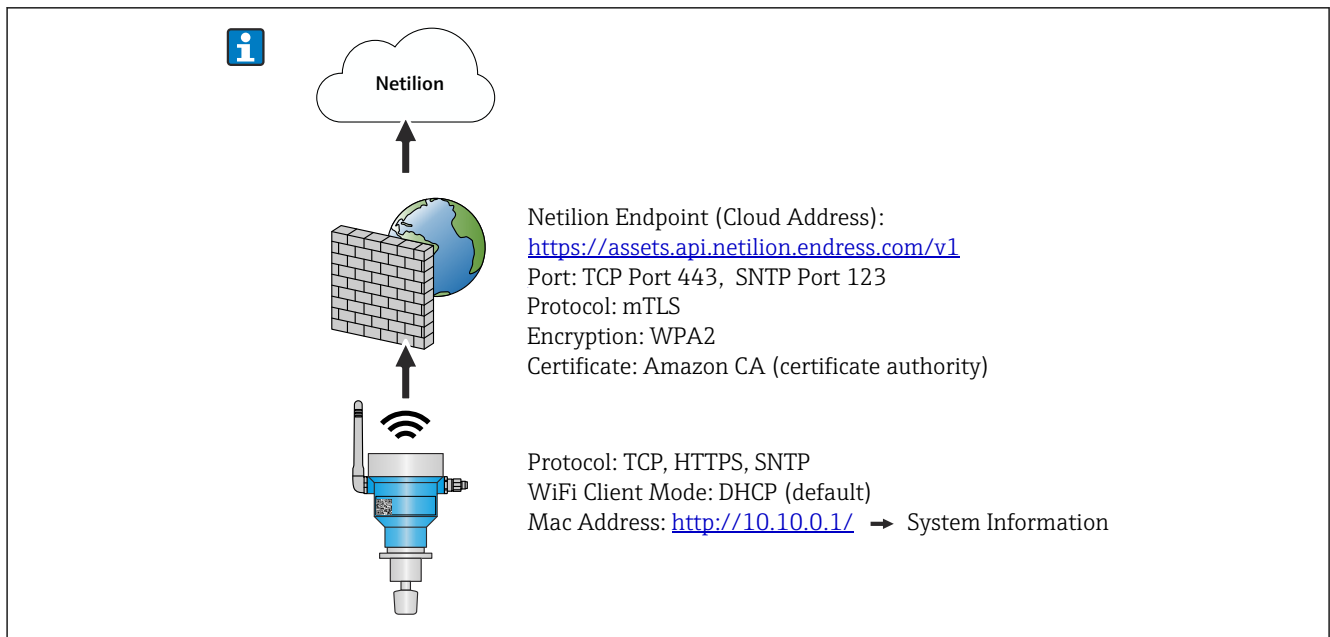 Netilion
Netilion Endpoint (Cloud Address):
https://assets.api.netilion.endress.com/v1
Port: TCP Port 443,  SNTP Port 123
Protocol: mTLS
Encryption: WPA2
Certificate: Amazon CA (certificate authority)
Protocol: TCP, HTTPS, SNTP
WiFi Client Mode: DHCP (default)
Mac Address: http://10.10.0.1/ → System Information